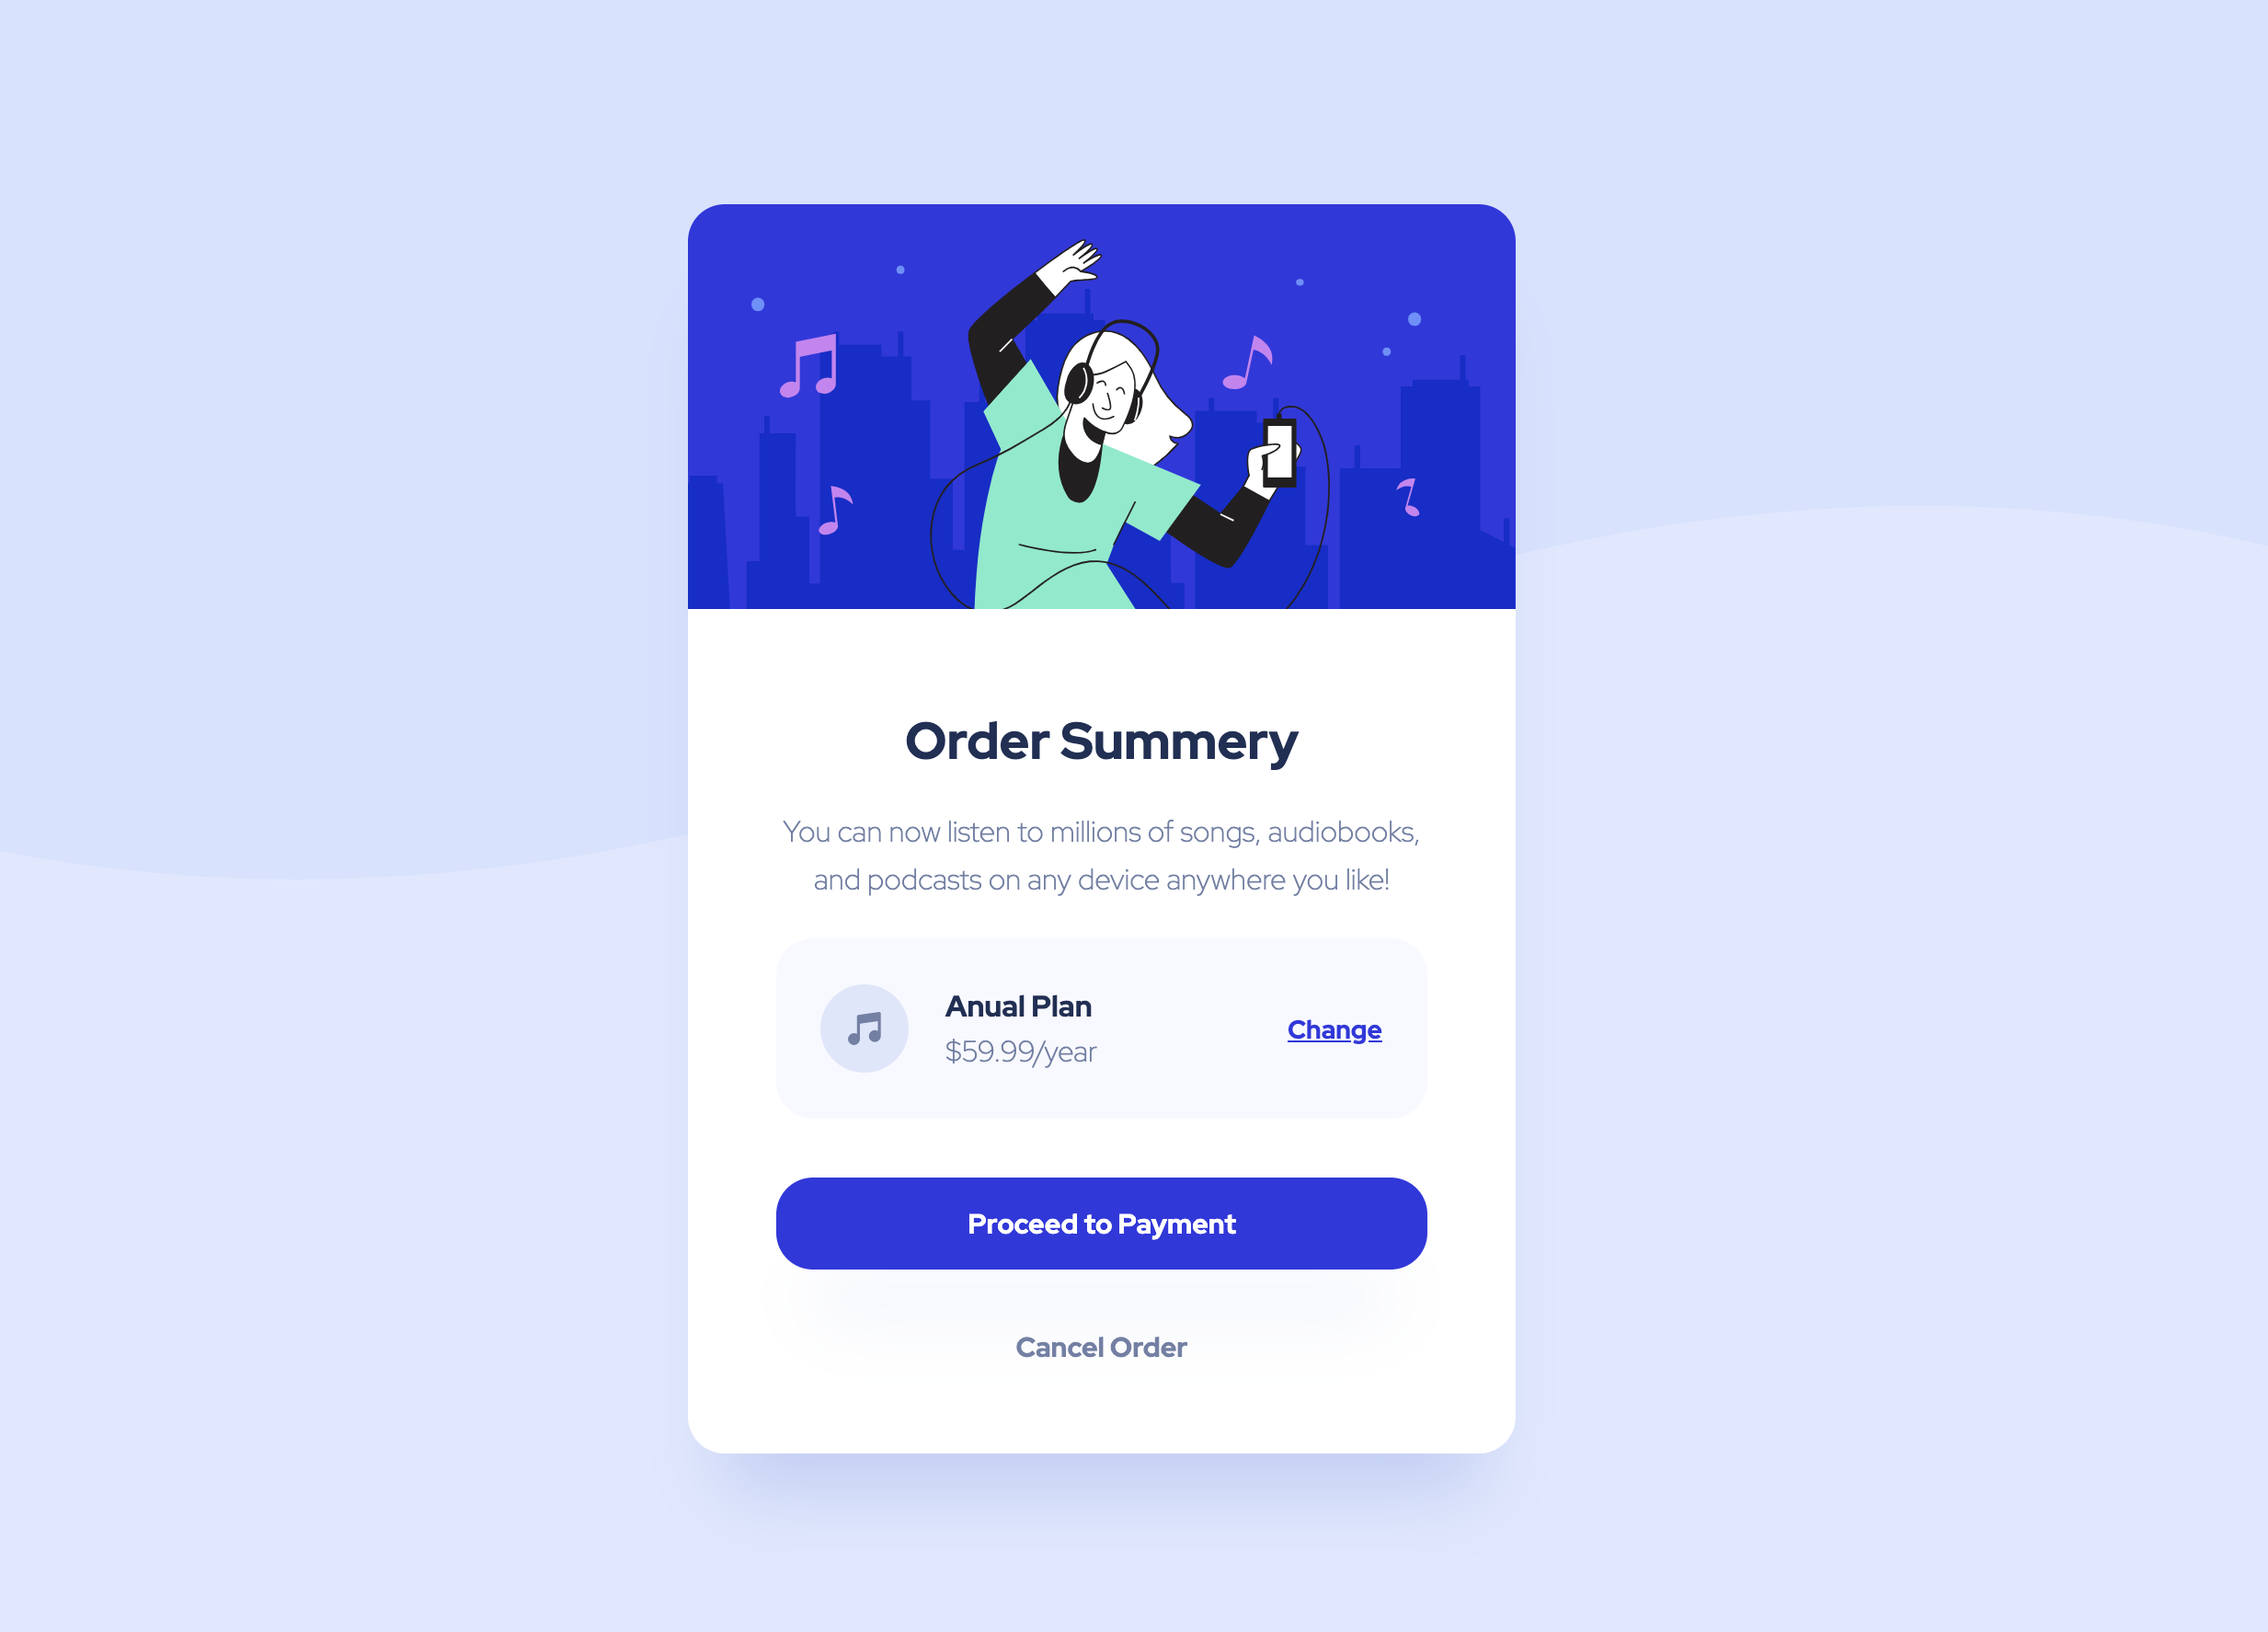 Order Summery
You can now listen to millions of songs, audiobooks,
and podcasts on any device anywhere you like!
Anual Plan
$59.99/year
Change
Proceed to Payment
Cancel Order